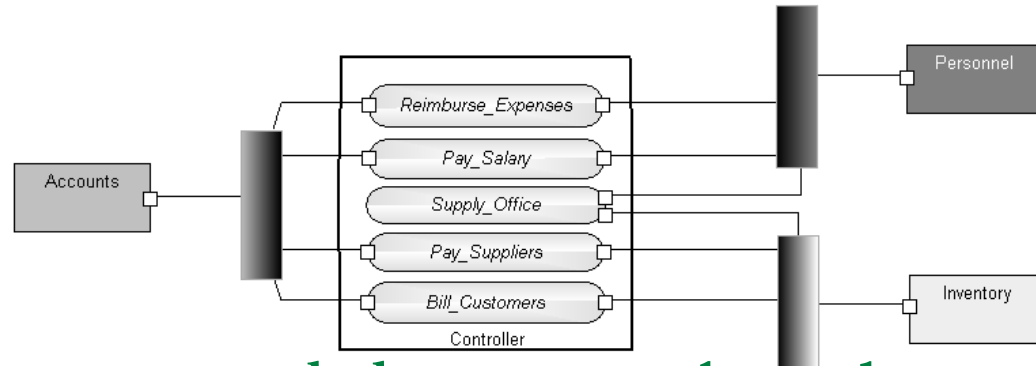 Accounts
Reimburse_Expenses
Pay_Salary
Supply_Office
Pay_Suppliers
Bill_Customers
Controller
Personnel
Inventory